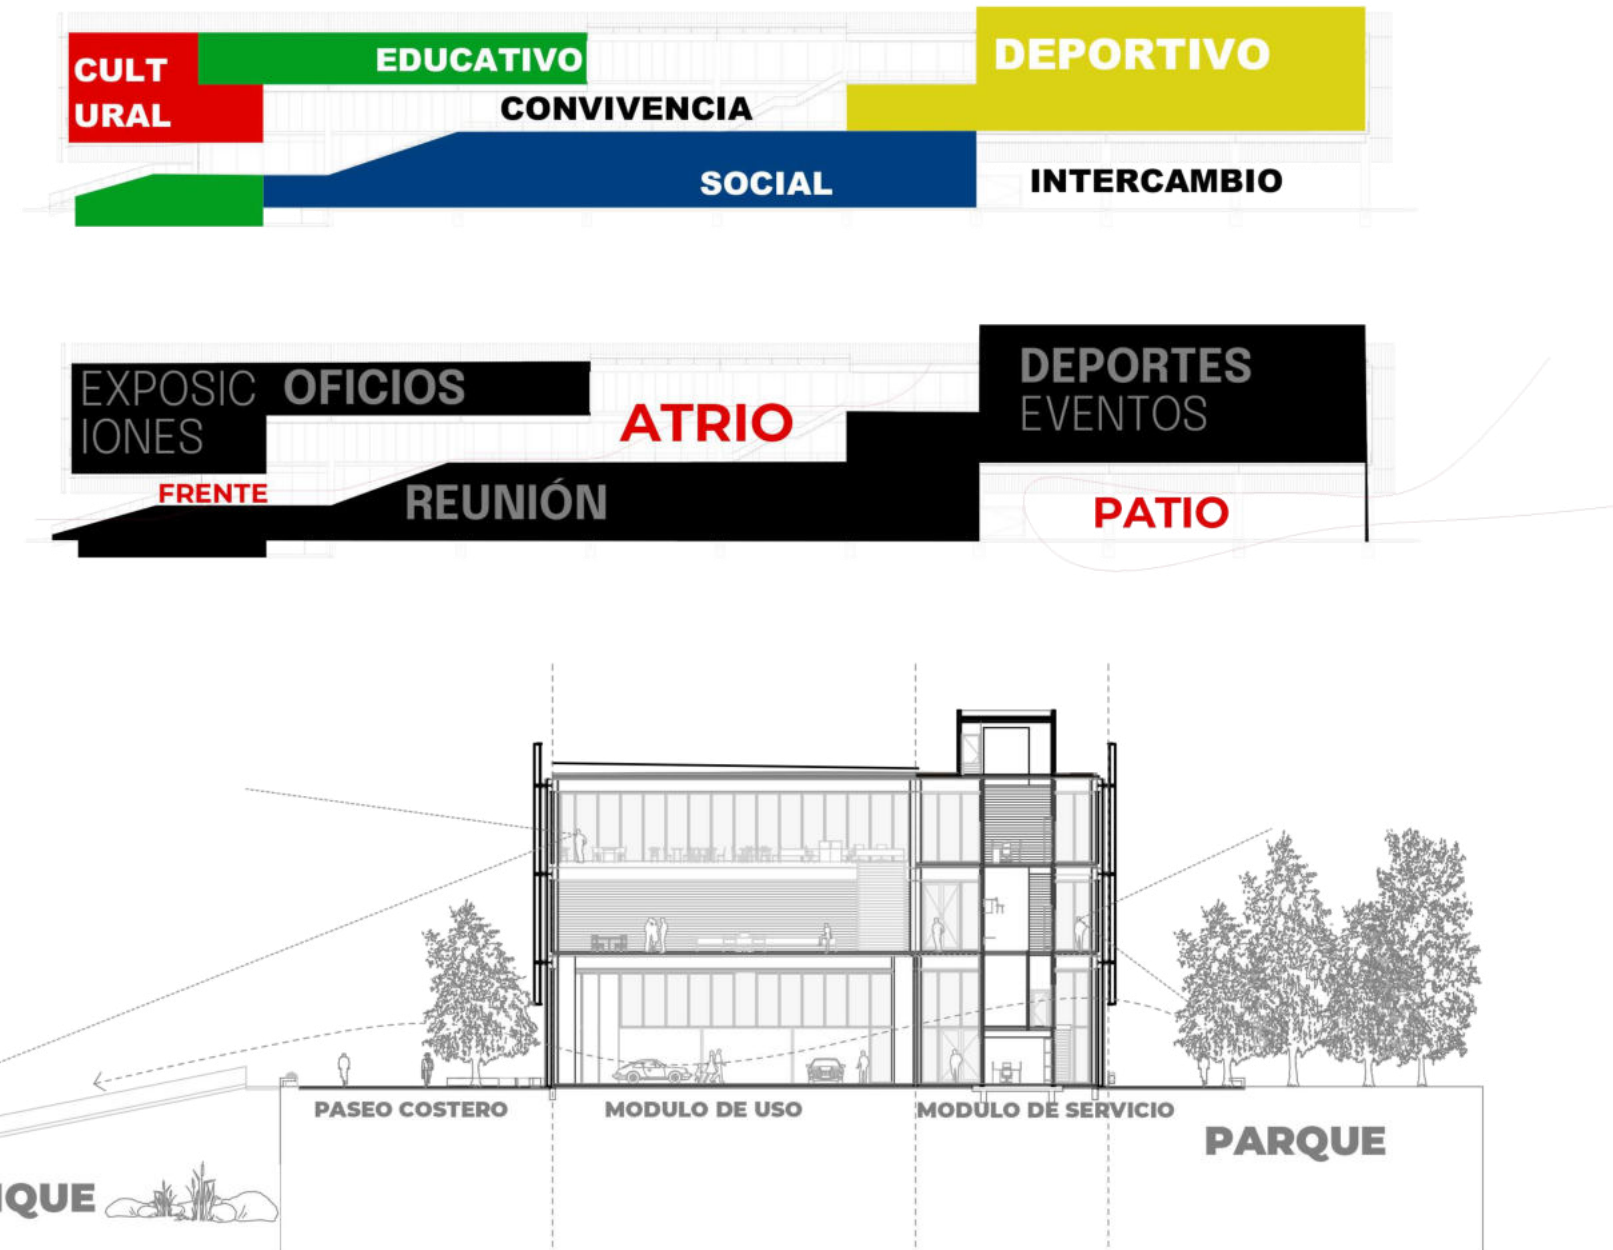 CULT
URAL
EDUCATIVO
DEPORTIVO
CONVIVENCIA
SOCIAL
INTERCAMBIO
EXPOSIC
IONES
OFICIOS
ATRIO
DEPORTES
EVENTOS
FRENTE
REUNIÓN
PATIO
PASEO COSTERO
MODULO DE USO
MODULO DE SERVICIO
PARQUE
IQUE